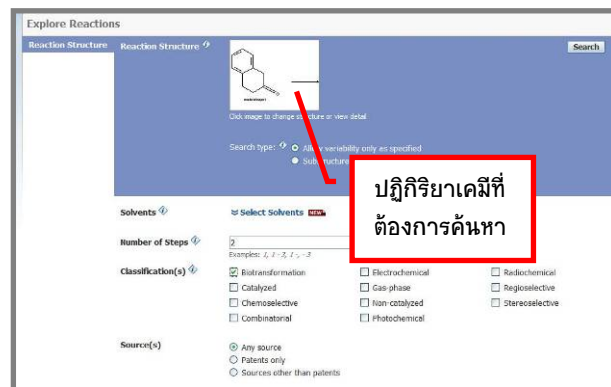 Explore Reactions
Reaction Structure
Reaction Structure
Search
Click image to change structure or view detail
Search type:
Allow variability only as specified
Substructure
ปฏิกิริยาเคมีที่
ต้องการค้นหา
Solvents
Select Solvents NEW
Number of Steps
2
Examples: 1, 1-3, 1-, -3
Classification(s)
Biotransformation
Electrochemical
Radiochemical
Catalyzed
Gas-phase
Regioselective
Chemoselective
Non-catalyzed
Stereoselective
Combinatorial
Photochemical
Source(s)
Any source
Patents only
Sources other than patents